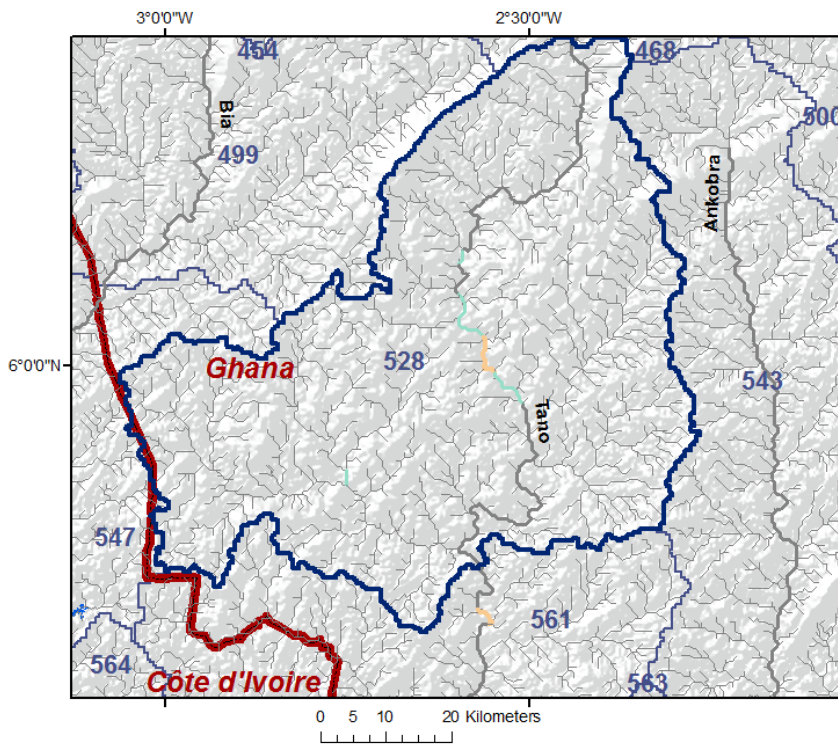 3°0'0"W
2°30'0"W
454
468
500
Bia
499
Ankobra
6°0'0"N
Ghana
528
543
Tano
547
561
564
563
Côte d'Ivoire
0 5 10 20 Kilometers